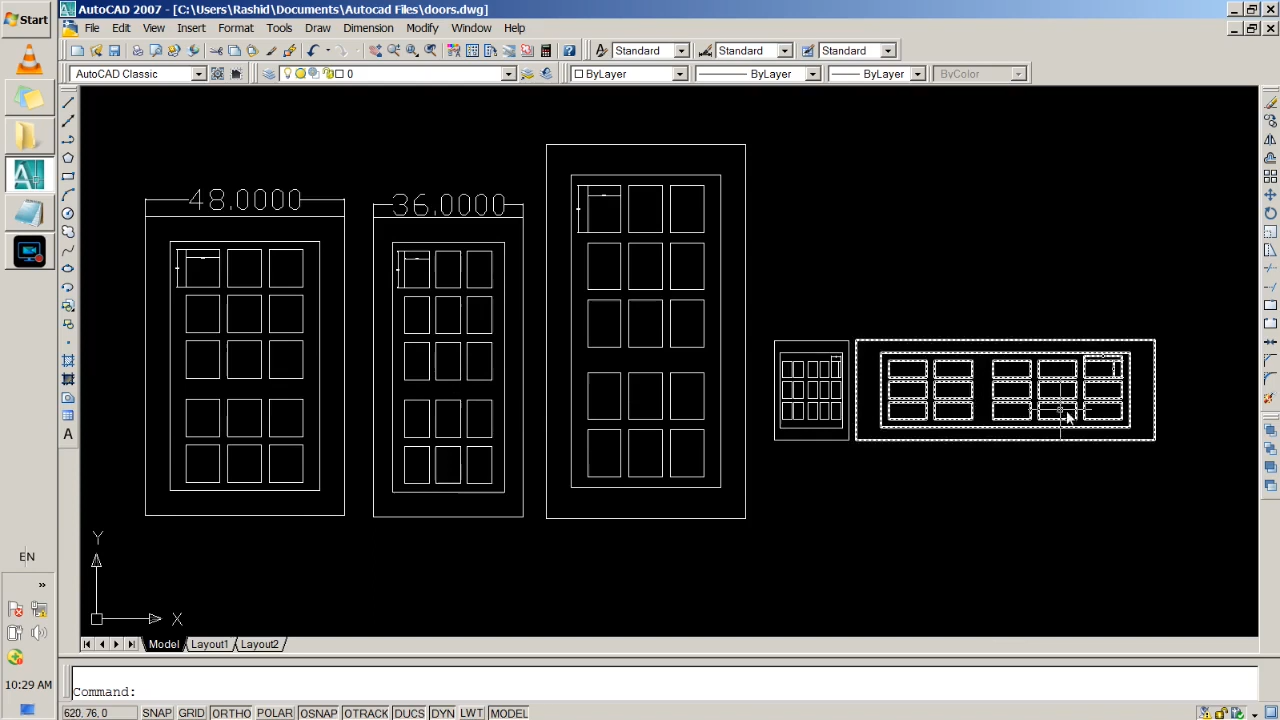 Start
AutoCAD 2007 - [C:\Users\Rashid\Documents\Autocad Files\doors.dwg]
File Edit View Insert Format Tools Draw Dimension Modify Window Help
Standard Standard Standard
AutoCAD Classic 0 ByLayer ByLayer ByLayer ByColor
48.0000
36.0000
Y
X
EN
»
Model Layout1 Layout2
10:29 AM
Command:
620, 76, 0 SNAP GRID ORTHO POLAR OSNAP OTRACK DUCS DYN LWT MODEL